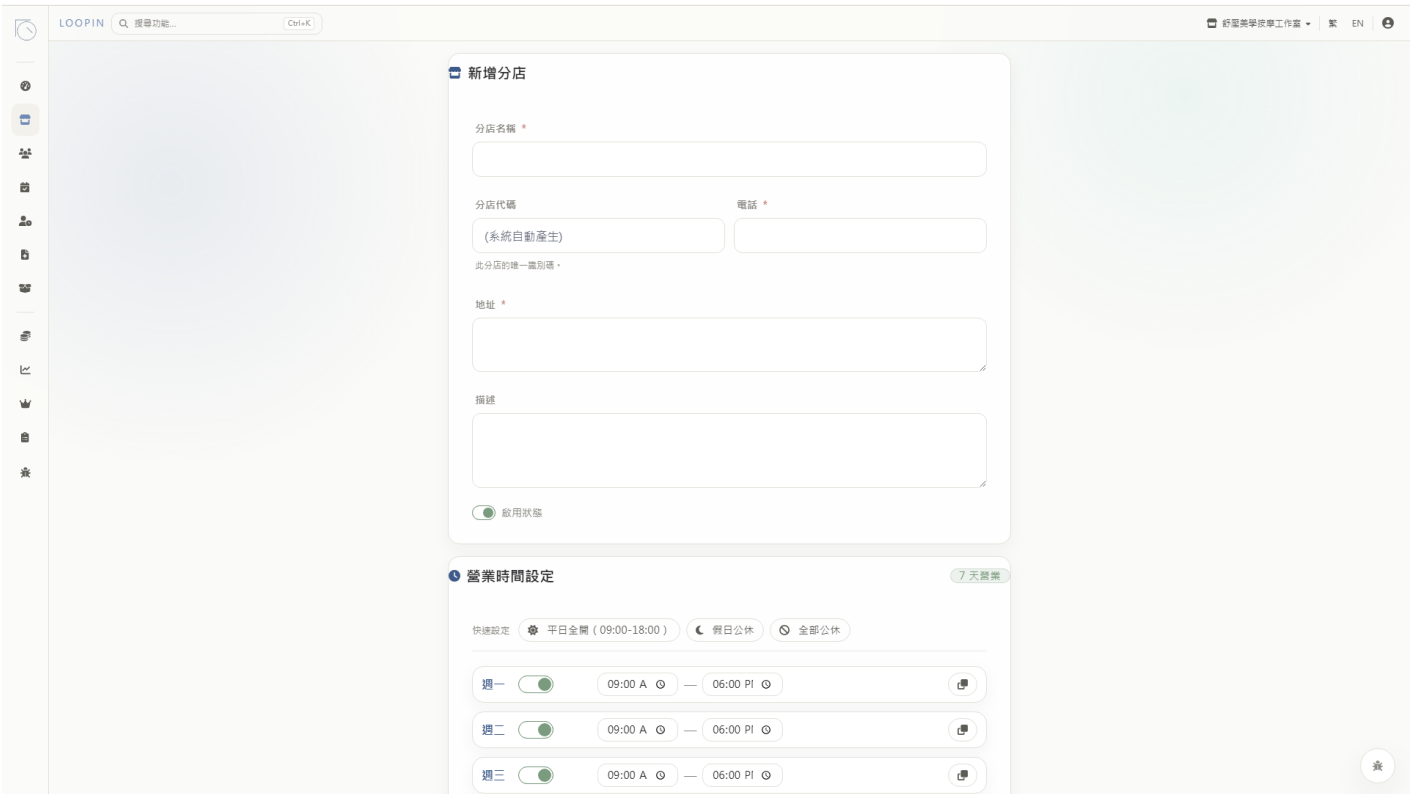 LOOPIN
搜尋功能...
Ctrl+K
舒壓美學按摩工作室
繁
EN
新增分店
分店名稱 *
分店代碼
電話 *
(系統自動產生)
此分店的唯一識別碼。
地址 *
描述
啟用狀態
營業時間設定
7 天營業
快速設定
平日全開 ( 09:00-18:00 )
假日公休
全部公休
週一 09:00 A — 06:00 PI
週二 09:00 A — 06:00 PI
週三 09:00 A — 06:00 PI